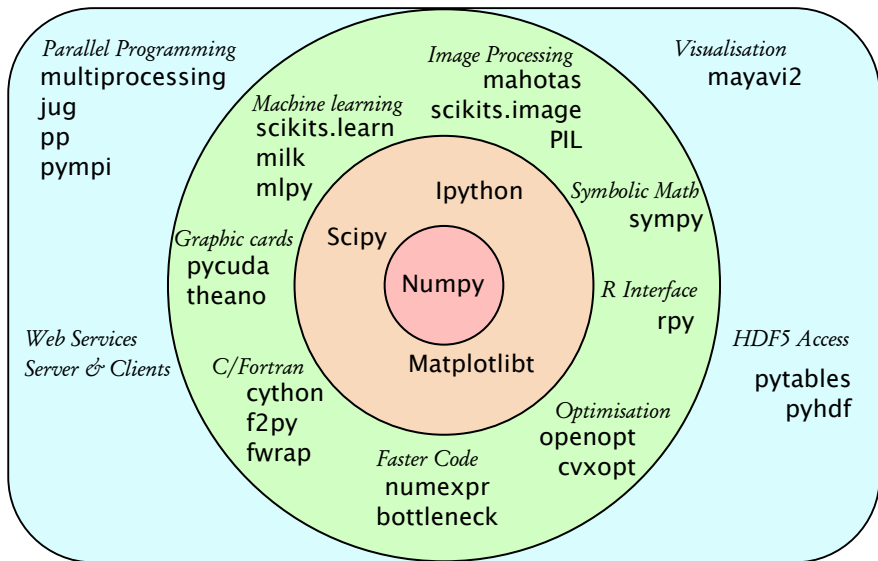 Parallel Programming
multiprocessing
jug
pp
pympi
Image Processing
mahotas
scikits.image
PIL
Visualisation
mayavi2
Machine learning
scikits.learn
milk
mlpy
Ipython
Symbolic Math
sympy
Graphic cards
pycuda
theano
Scipy
Numpy
R Interface
rpy
Web Services
Server & Clients
C/Fortran
cython
f2py
fwrap
Matplotlibt
HDF5 Access
pytables
pyhdf
Optimisation
openopt
cvxopt
Faster Code
numexpr
bottleneck